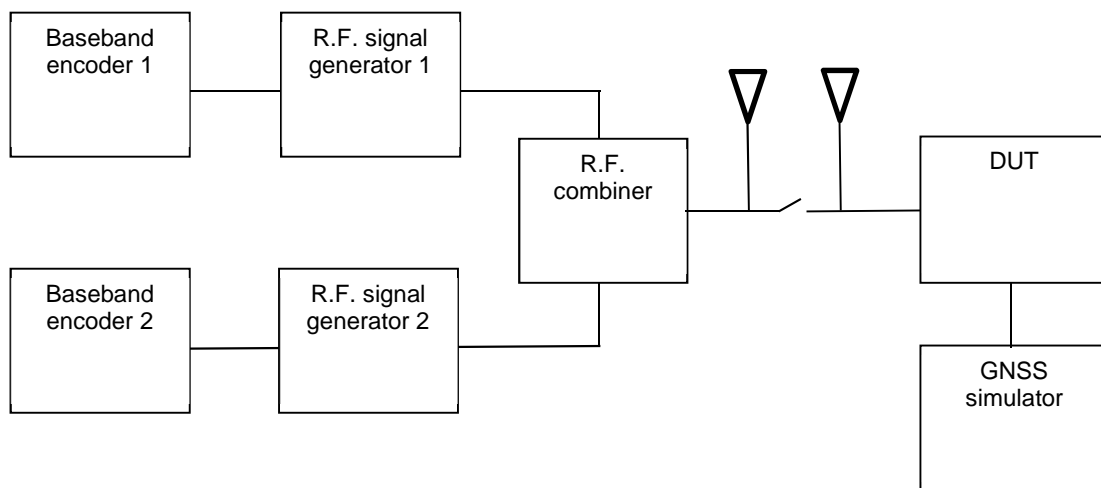 Baseband
encoder 1
R.F. signal
generator 1
R.F.
combiner
DUT
Baseband
encoder 2
R.F. signal
generator 2
GNSS
simulator